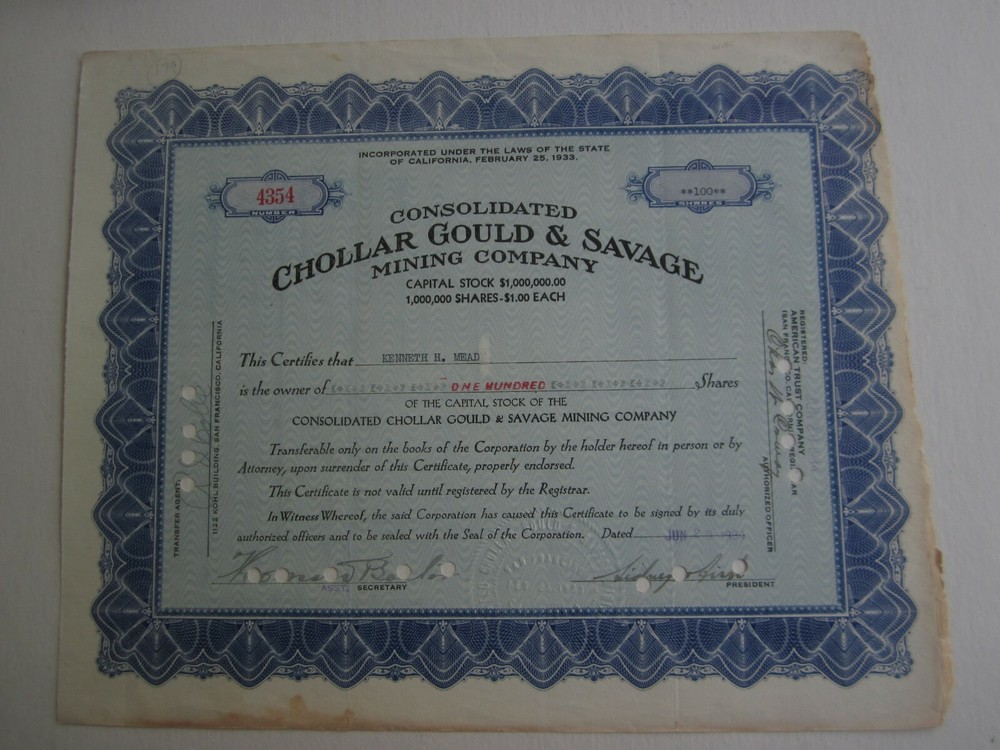 INCORPORATED UNDER THE LAWS OF THE STATE
OF CALIFORNIA, FEBRUARY 25, 1933.
4354
NUMBER
**100**
SHARES
CONSOLIDATED
CHOLLAR GOULD & SAVAGE
MINING COMPANY
CAPITAL STOCK $1,000,000.00
1,000,000 SHARES-$1.00 EACH
This Certifies that KENNETH H. MEAD
is the owner of ONE HUNDRED Shares
OF THE CAPITAL STOCK OF THE
CONSOLIDATED CHOLLAR GOULD & SAVAGE MINING COMPANY
Transferable only on the books of the Corporation by the holder hereof in person or by
Attorney, upon surrender of this Certificate, properly endorsed.
This Certificate is not valid until registered by the Registrar.
In Witness Whereof, the said Corporation has caused this Certificate to be signed by its duly
authorized officers and to be sealed with the Seal of the Corporation. Dated JUN
ASST. SECRETARY
PRESIDENT
TRANSFER AGENT
1122 KOHL BUILDING, SAN FRANCISCO, CALIFORNIA
REGISTERED:
AMERICAN TRUST COMPANY
AUTHORIZED OFFICER